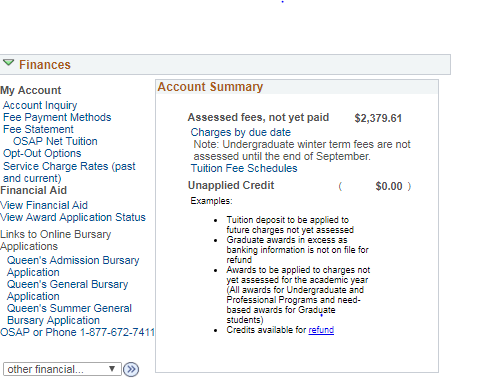 Finances
My Account
Account Inquiry
Fee Payment Methods
Fee Statement
OSAP Net Tuition
Opt-Out Options
Service Charge Rates (past
and current)
Financial Aid
View Financial Aid
View Award Application Status
Links to Online Bursary
Applications
Queen's Admission Bursary
Application
Queen's General Bursary
Application
Queen's Summer General
Bursary Application
OSAP or Phone 1-877-672-7411
other financial...
Account Summary
Assessed fees, not yet paid $2,379.61
Charges by due date
Note: Undergraduate winter term fees are not
assessed until the end of September.
Tuition Fee Schedules
Unapplied Credit ( $0.00 )
Examples:
• Tuition deposit to be applied to
future charges not yet assessed
• Graduate awards in excess as
banking information is not on file for
refund
• Awards to be applied to charges not
yet assessed for the academic year
(All awards for Undergraduate and
Professional Programs and need-
based awards for Graduate
students)
• Credits available for refund